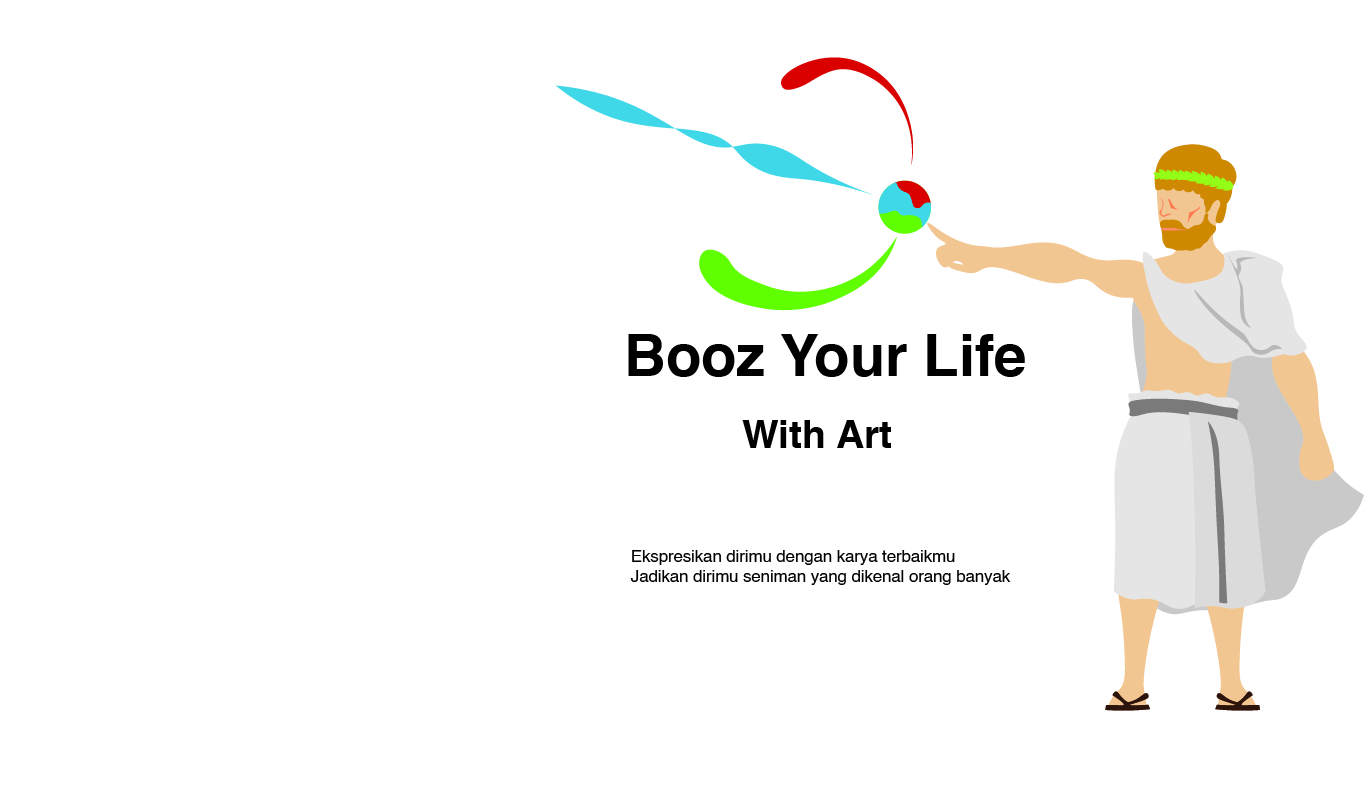 Booz Your Life
With Art
Ekspresikan dirimu dengan karya terbaikmu
Jadikan dirimu seniman yang dikenal orang banyak